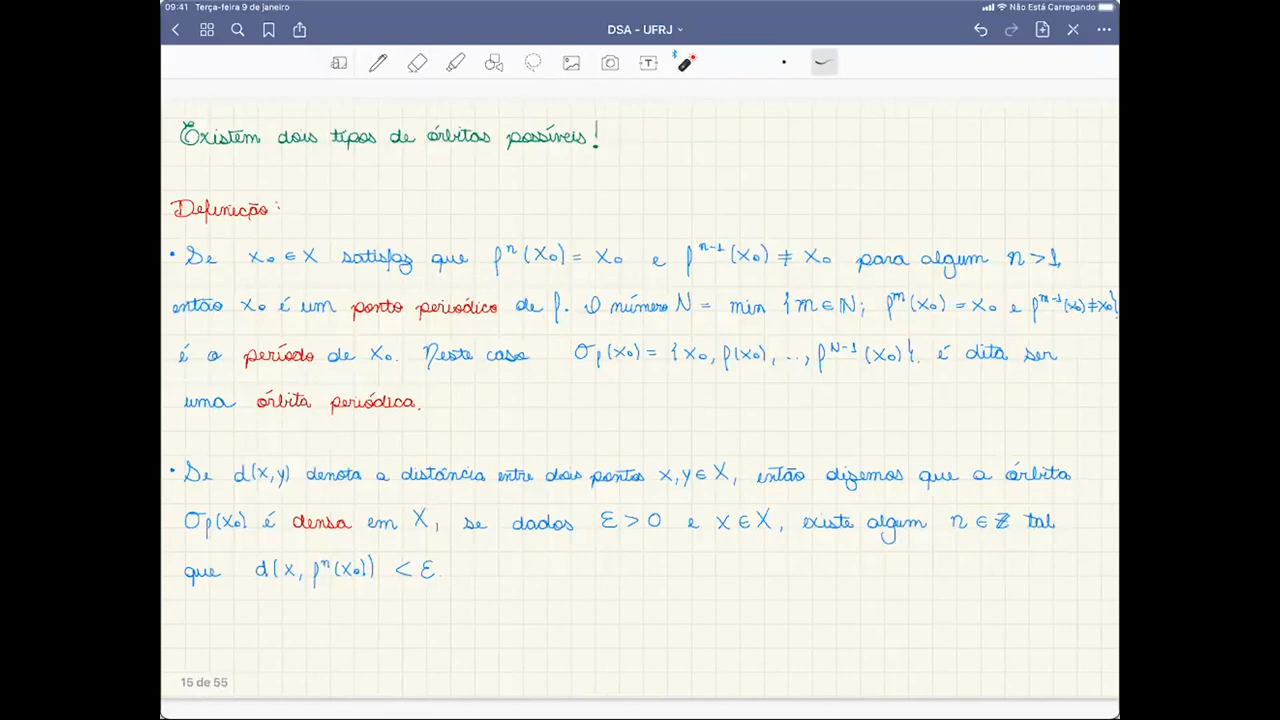 09:41 Terça-feira 9 de janeiro
Não Está Carregando
DSA - UFRJ
Existem dois tipos de órbitas possíveis!
Definição:
• Se x₀ ∈ X satisfaz que fⁿ(x₀) = x₀ e fⁿ⁻¹(x₀) ≠ x₀ para algum n > 1,
então x₀ é um ponto periódico de f. O número N = min {m ∈ ℕ; fᵐ(x₀) = x₀ e fᵐ⁻¹(x₀) ≠ x₀}
é o período de x₀. Neste caso O_f(x₀) = {x₀, f(x₀), ..., fᴺ⁻¹(x₀)}. é dita ser
uma órbita periódica.
• Se d(x,y) denota a distância entre dois pontos x, y ∈ X, então dizemos que a órbita
O_f(x₀) é densa em X, se dados ε > 0 e x ∈ X, existe algum n ∈ ℤ tal
que d(x, fⁿ(x₀)) < ε.
15 de 55